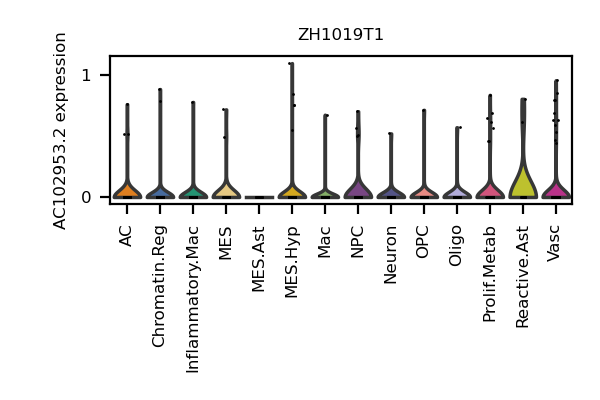 ZH1019T1
AC102953.2 expression
1
0
AC
Chromatin.Reg
Inflammatory.Mac
MES
MES.Ast
MES.Hyp
Mac
NPC
Neuron
OPC
Oligo
Prolif.Metab
Reactive.Ast
Vasc